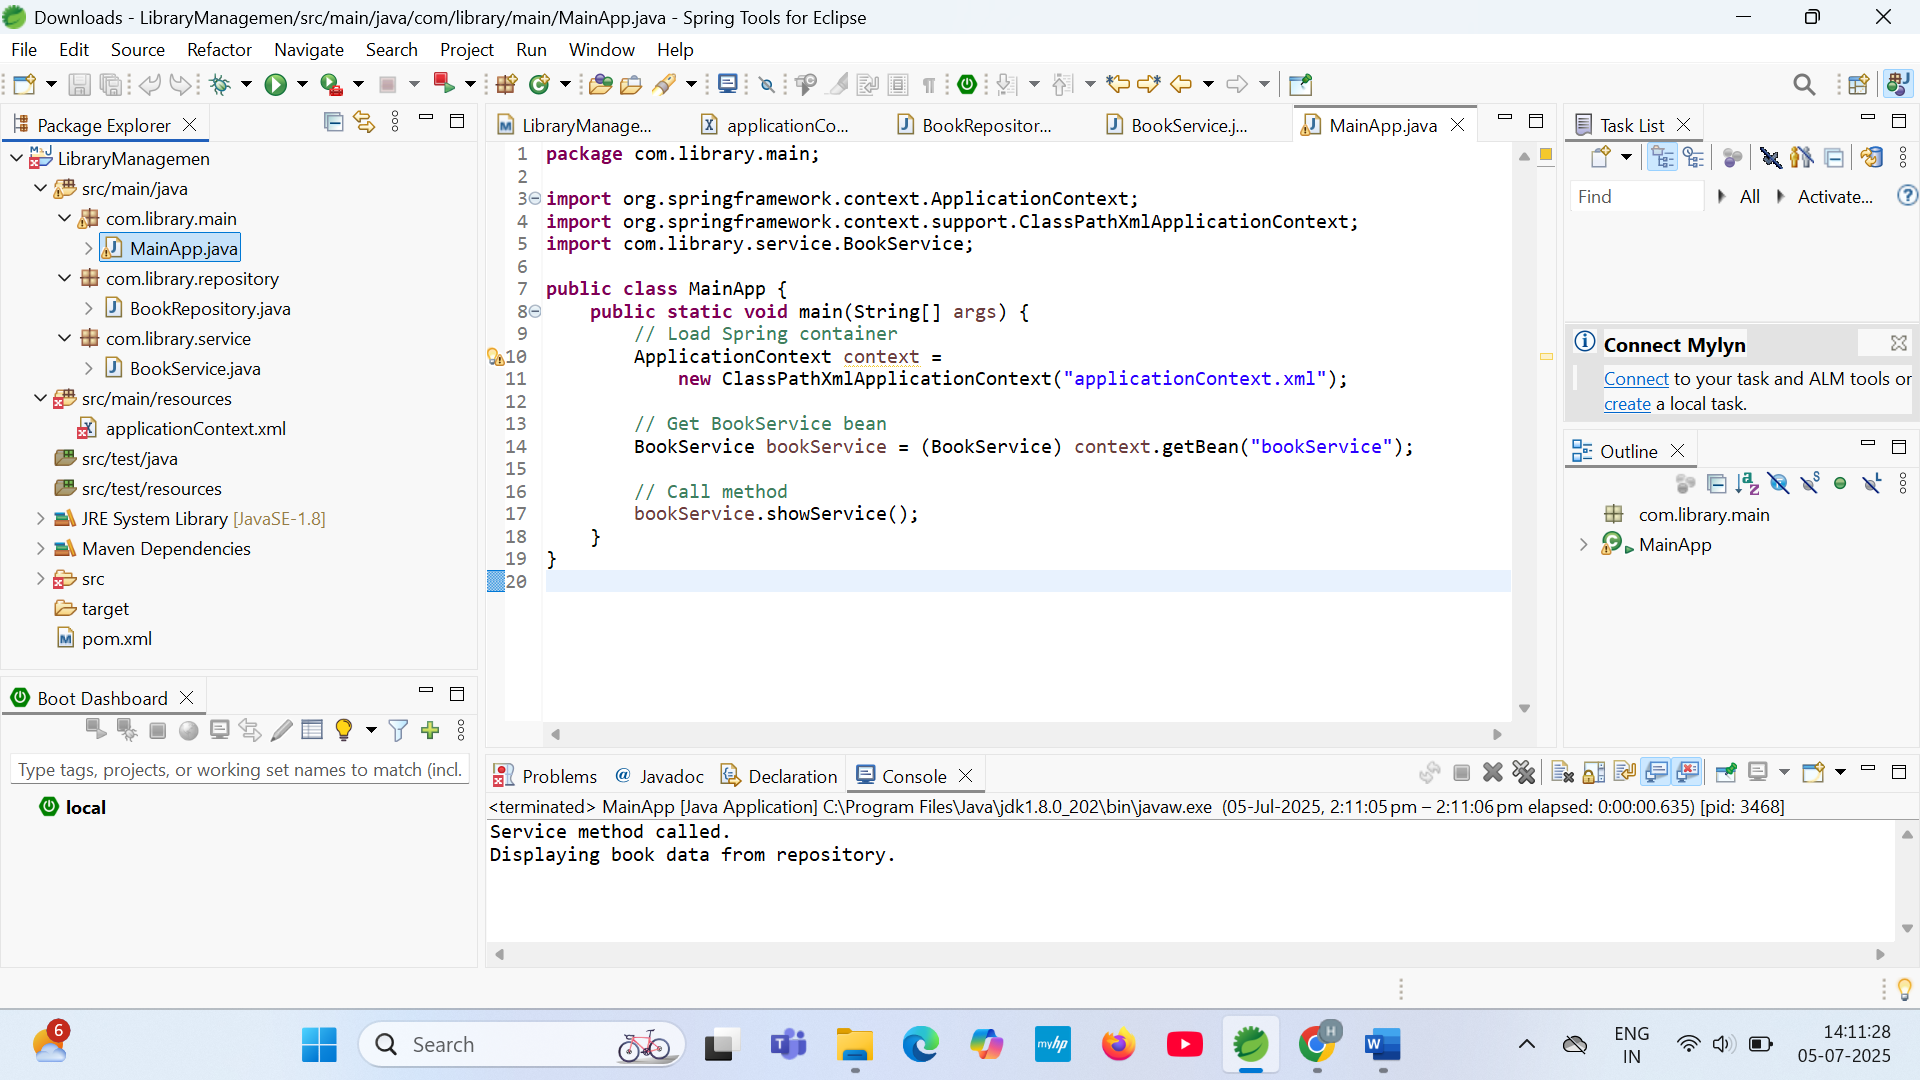 Downloads - LibraryManagemen/src/main/java/com/library/main/MainApp.java - Spring Tools for Eclipse
File Edit Source Refactor Navigate Search Project Run Window Help
Package Explorer
LibraryManagemen
src/main/java
com.library.main
MainApp.java
com.library.repository
BookRepository.java
com.library.service
BookService.java
src/main/resources
applicationContext.xml
src/test/java
src/test/resources
JRE System Library [JavaSE-1.8]
Maven Dependencies
src
target
pom.xml
Boot Dashboard
Type tags, projects, or working set names to match (incl.
local
LibraryManage... applicationCo... BookRepositor... BookService.j... MainApp.java
1 package com.library.main;
2
3 import org.springframework.context.ApplicationContext;
4 import org.springframework.context.support.ClassPathXmlApplicationContext;
5 import com.library.service.BookService;
6
7 public class MainApp {
8 public static void main(String[] args) {
9 // Load Spring container
10 ApplicationContext context =
11 new ClassPathXmlApplicationContext("applicationContext.xml");
12
13 // Get BookService bean
14 BookService bookService = (BookService) context.getBean("bookService");
15
16 // Call method
17 bookService.showService();
18 }
19 }
20
Task List
Find All Activate...
Connect Mylyn
Connect to your task and ALM tools or
create a local task.
Outline
com.library.main
MainApp
Problems @ Javadoc Declaration Console
<terminated> MainApp [Java Application] C:\Program Files\Java\jdk1.8.0_202\bin\javaw.exe (05-Jul-2025, 2:11:05 pm – 2:11:06 pm elapsed: 0:00:00.635) [pid: 3468]
Service method called.
Displaying book data from repository.
6
Search
myhp
H
ENG
IN
14:11:28
05-07-2025